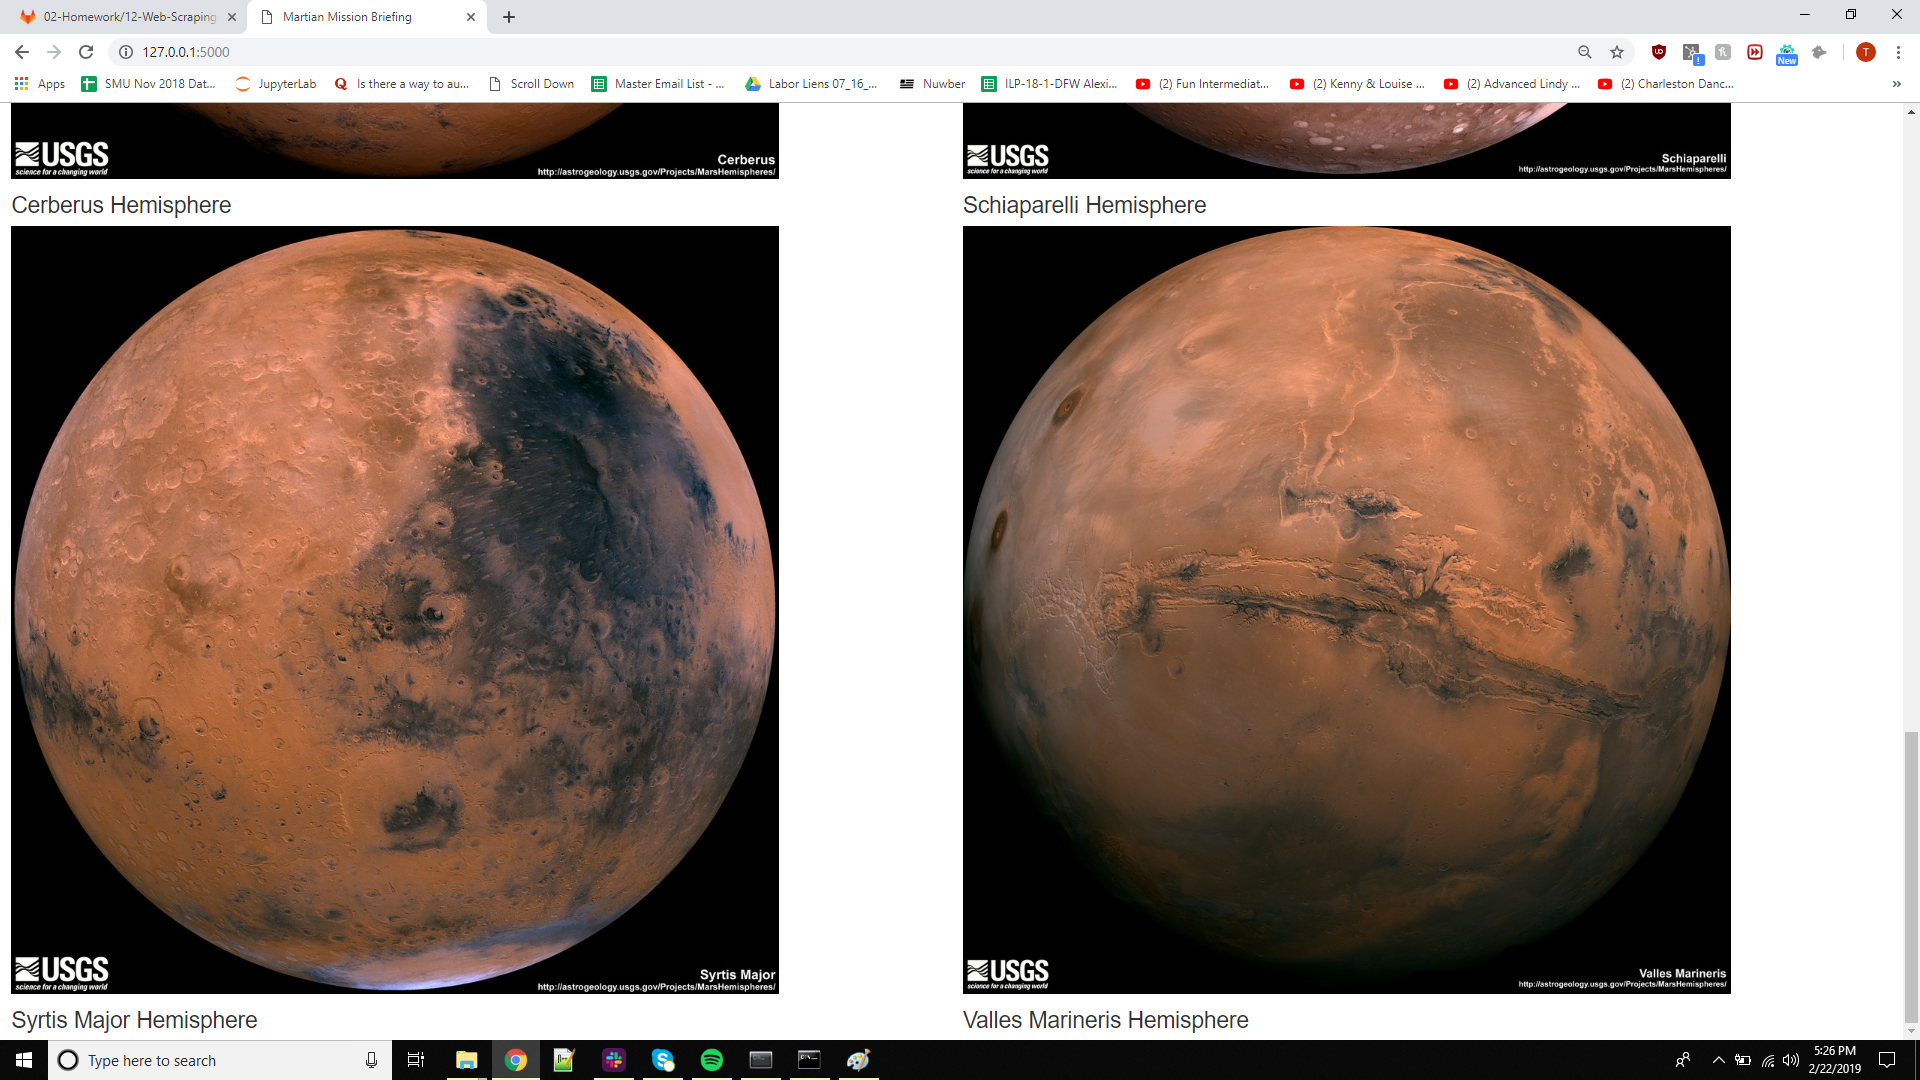 02-Homework/12-Web-Scraping
Martian Mission Briefing
127.0.0.1:5000
T
New
Apps
SMU Nov 2018 Dat...
JupyterLab
Is there a way to au...
Scroll Down
Master Email List - ...
Labor Liens 07_16_...
Nuwber
ILP-18-1-DFW Alexi...
(2) Fun Intermediat...
(2) Kenny & Louise ...
(2) Advanced Lindy ...
(2) Charleston Danc...
»
USGS
science for a changing world
Cerberus
http://astrogeology.usgs.gov/Projects/MarsHemispheres/
USGS
science for a changing world
Schiaparelli
http://astrogeology.usgs.gov/Projects/MarsHemispheres/
Cerberus Hemisphere
Schiaparelli Hemisphere
USGS
science for a changing world
Syrtis Major
http://astrogeology.usgs.gov/Projects/MarsHemispheres/
USGS
science for a changing world
Valles Marineris
http://astrogeology.usgs.gov/Projects/MarsHemispheres/
Syrtis Major Hemisphere
Valles Marineris Hemisphere
Type here to search
5:26 PM
2/22/2019